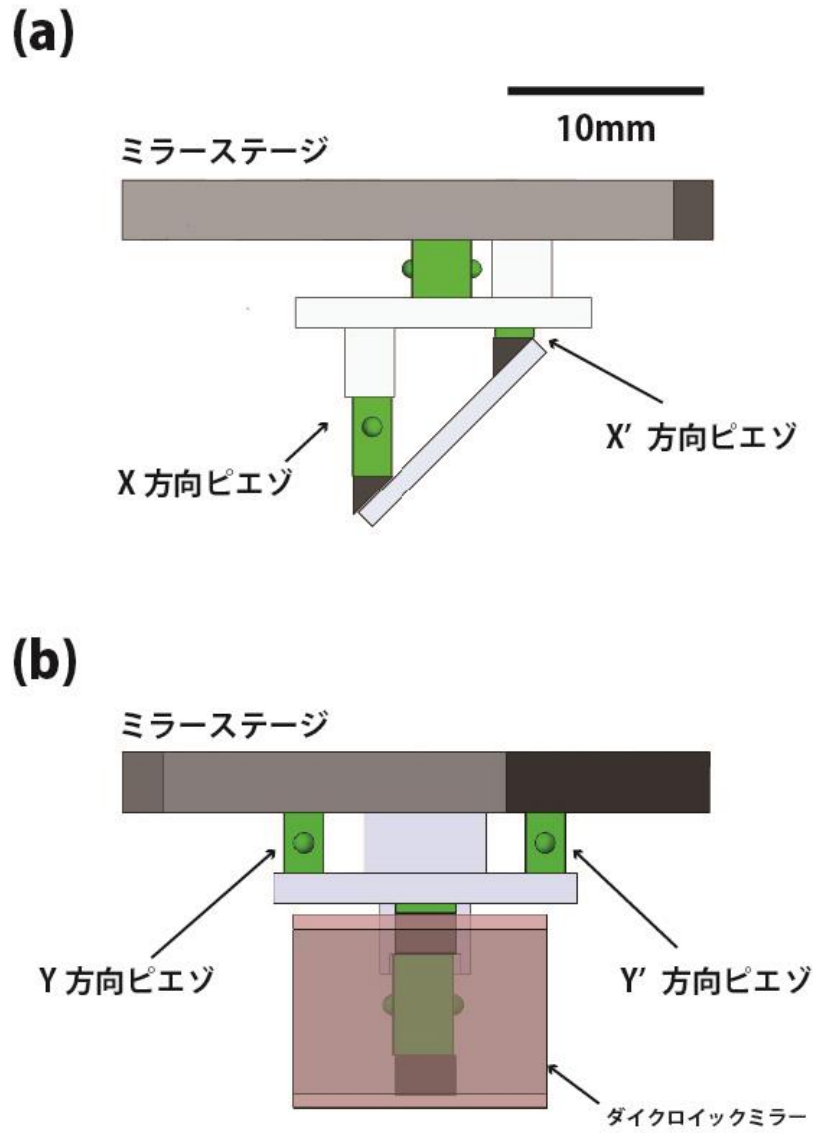 (a)
10mm
ミラーステージ
X′ 方向ピエゾ
X 方向ピエゾ
(b)
ミラーステージ
Y 方向ピエゾ
Y′ 方向ピエゾ
ダイクロイックミラー